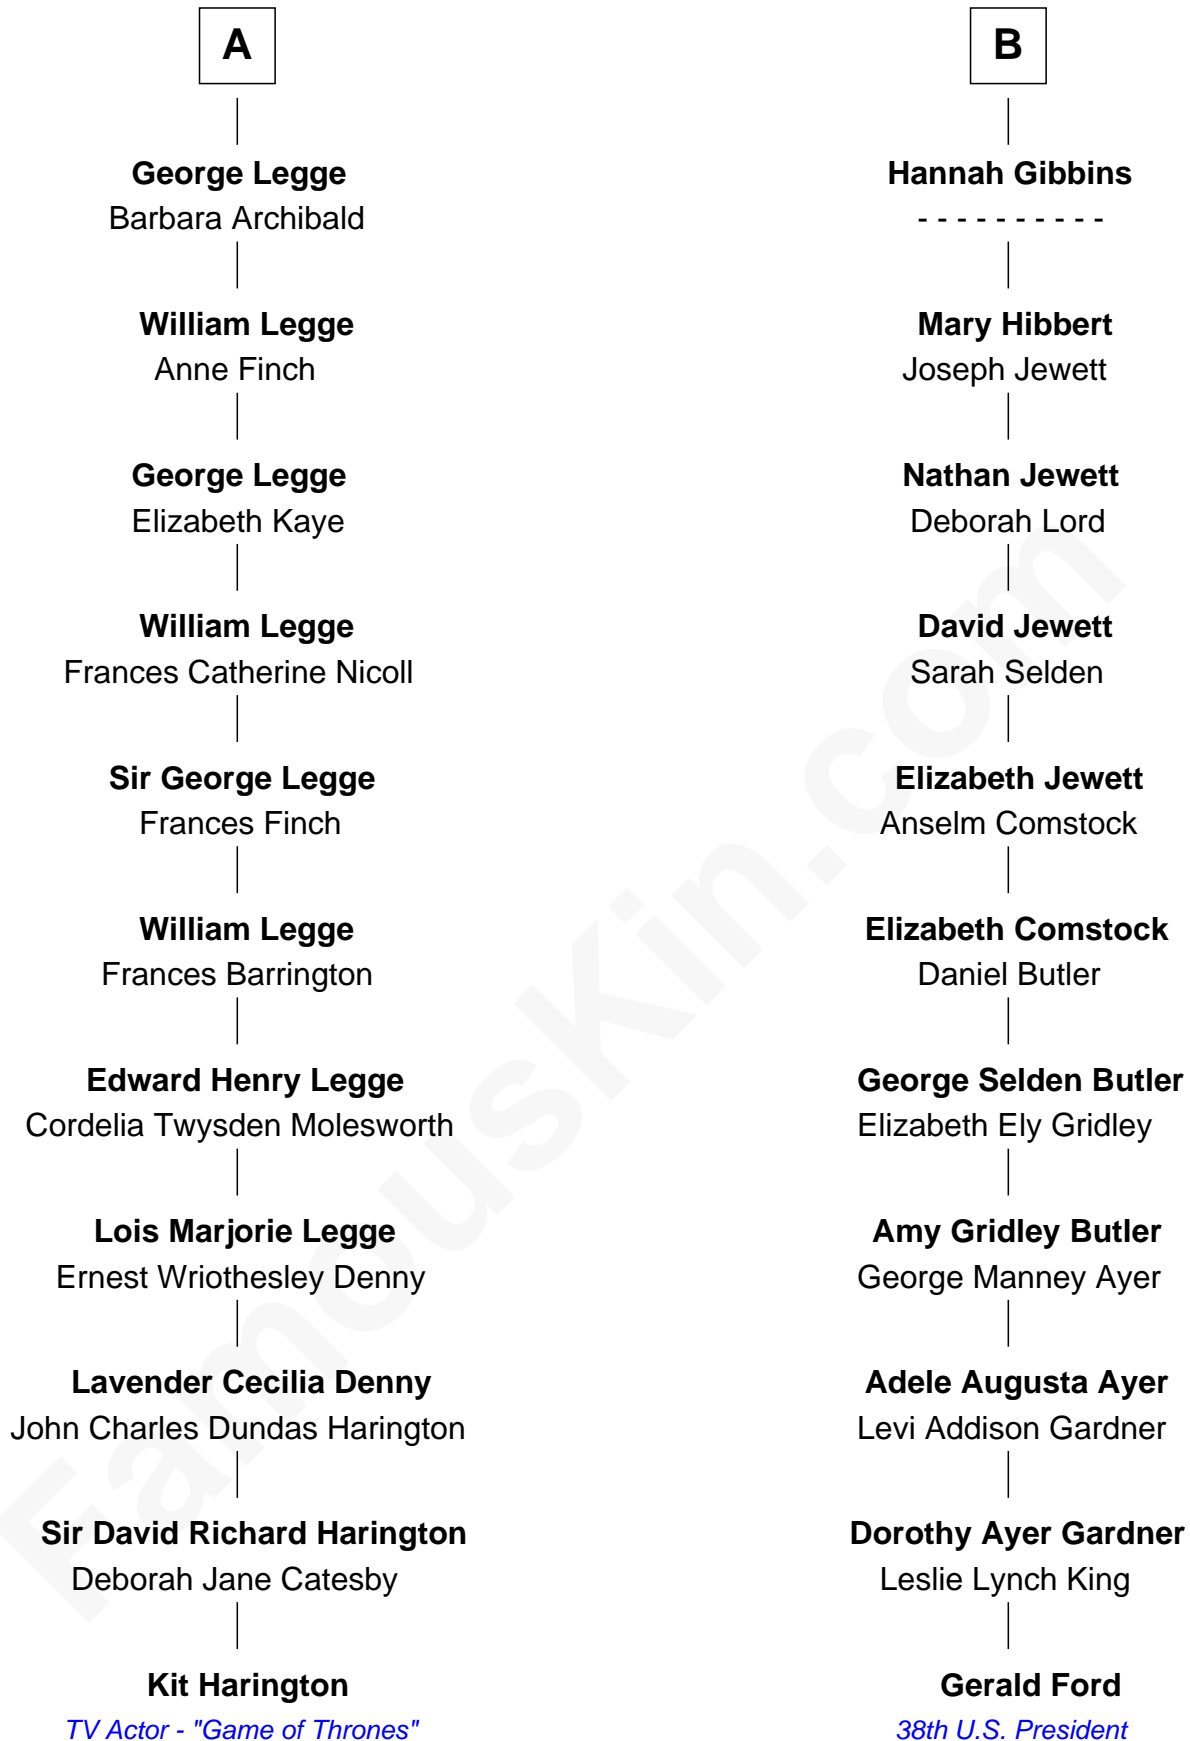 A
George Legge
Barbara Archibald
William Legge
Anne Finch
George Legge
Elizabeth Kaye
William Legge
Frances Catherine Nicoll
Sir George Legge
Frances Finch
William Legge
Frances Barrington
Edward Henry Legge
Cordelia Twysden Molesworth
Lois Marjorie Legge
Ernest Wriothesley Denny
Lavender Cecilia Denny
John Charles Dundas Harington
Sir David Richard Harington
Deborah Jane Catesby
Kit Harington
TV Actor - "Game of Thrones"
B
Hannah Gibbins
- - - - - - - - - -
Mary Hibbert
Joseph Jewett
Nathan Jewett
Deborah Lord
David Jewett
Sarah Selden
Elizabeth Jewett
Anselm Comstock
Elizabeth Comstock
Daniel Butler
George Selden Butler
Elizabeth Ely Gridley
Amy Gridley Butler
George Manney Ayer
Adele Augusta Ayer
Levi Addison Gardner
Dorothy Ayer Gardner
Leslie Lynch King
Gerald Ford
38th U.S. President
FamousKin.com